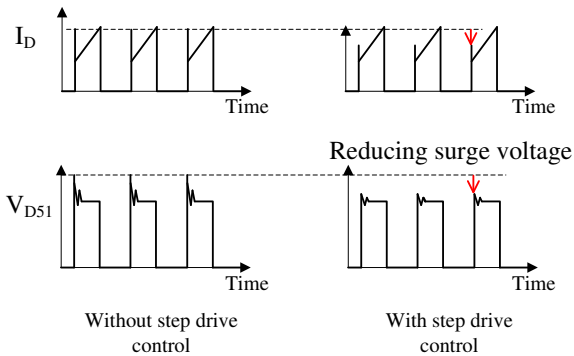 I_D
Time
Time
Reducing surge voltage
V_D51
Time
Time
Without step drive
control
With step drive
control